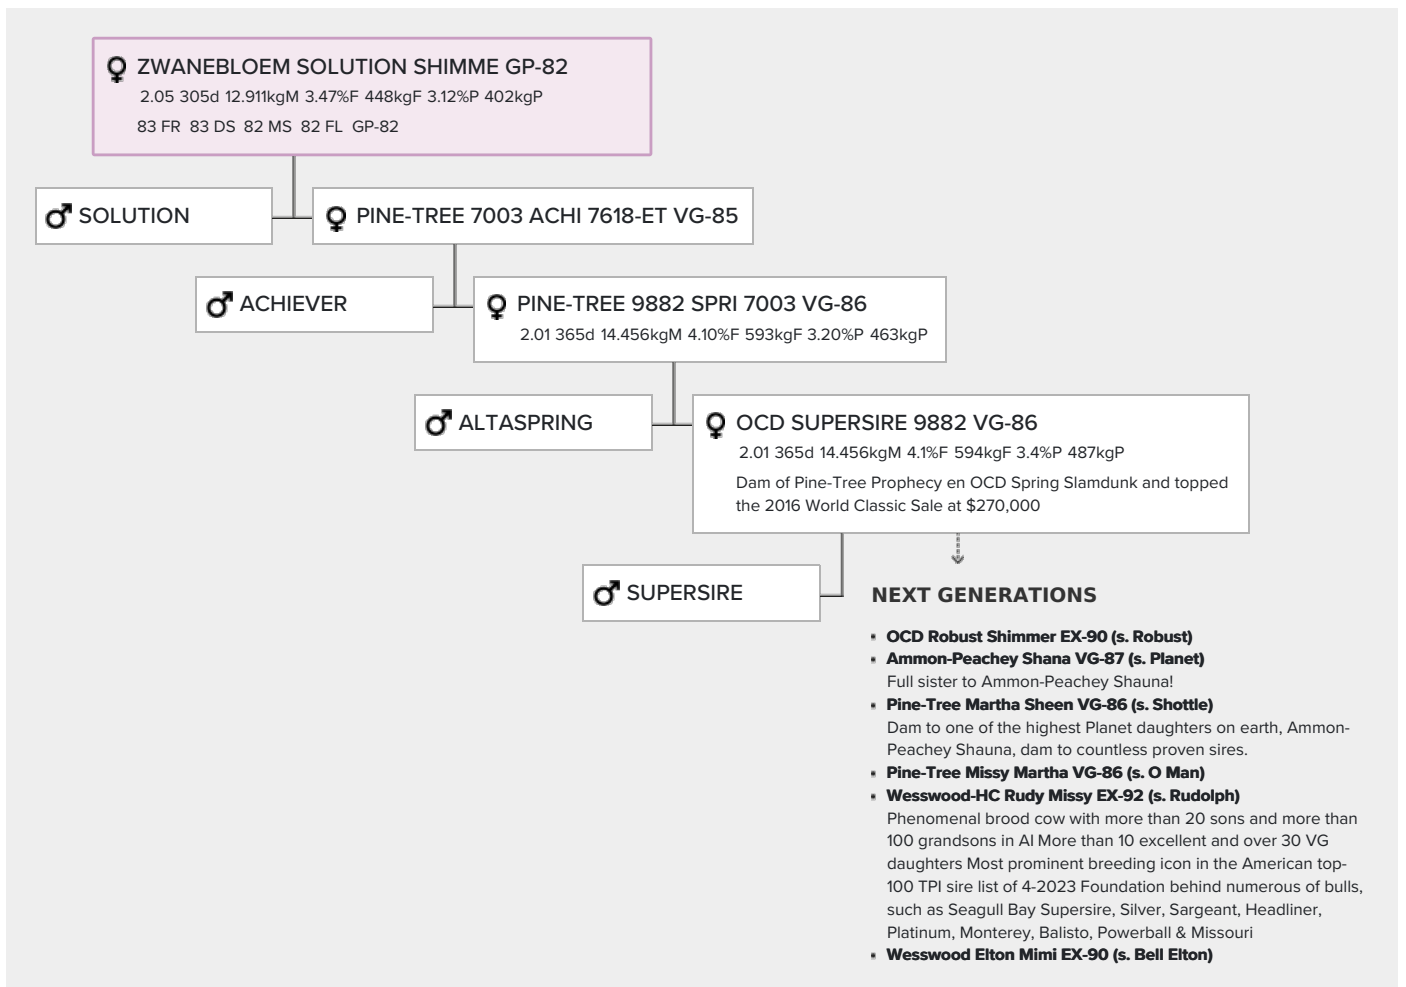 ZWANEBLOEM SOLUTION SHIMME GP-82
2.05 305d 12.911kgM 3.47%F 448kgF 3.12%P 402kgP
83 FR 83 DS 82 MS 82 FL GP-82
SOLUTION
PINE-TREE 7003 ACHI 7618-ET VG-85
ACHIEVER
PINE-TREE 9882 SPRI 7003 VG-86
2.01 365d 14.456kgM 4.10%F 593kgF 3.20%P 463kgP
ALTASPRING
OCD SUPERSIRE 9882 VG-86
2.01 365d 14.456kgM 4.1%F 594kgF 3.4%P 487kgP
Dam of Pine-Tree Prophecy en OCD Spring Slamdunk and topped
the 2016 World Classic Sale at $270,000
SUPERSIRE
NEXT GENERATIONS
OCD Robust Shimmer EX-90 (s. Robust)
Ammon-Peachey Shana VG-87 (s. Planet)
Full sister to Ammon-Peachey Shauna!
Pine-Tree Martha Sheen VG-86 (s. Shottle)
Dam to one of the highest Planet daughters on earth, Ammon-
Peachey Shauna, dam to countless proven sires.
Pine-Tree Missy Martha VG-86 (s. O Man)
Wesswood-HC Rudy Missy EX-92 (s. Rudolph)
Phenomenal brood cow with more than 20 sons and more than
100 grandsons in AI More than 10 excellent and over 30 VG
daughters Most prominent breeding icon in the American top-
100 TPI sire list of 4-2023 Foundation behind numerous of bulls,
such as Seagull Bay Supersire, Silver, Sargeant, Headliner,
Platinum, Monterey, Balisto, Powerball & Missouri
Wesswood Elton Mimi EX-90 (s. Bell Elton)